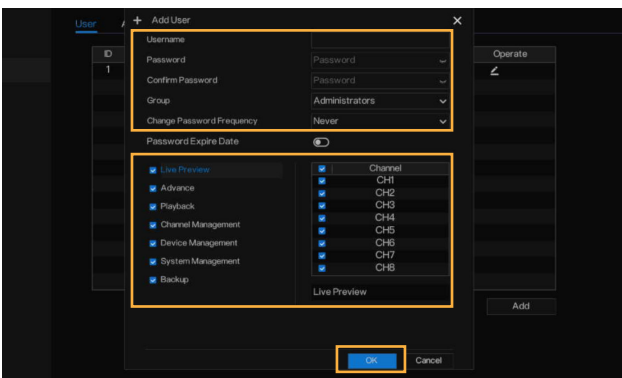 User
+ Add User ×
Username
Password Password
Confirm Password Password
Group Administrators
Change Password Frequency Never
Password Expire Date
ID Operate
1
Live Preview
Advance
Playback
Channel Management
Device Management
System Management
Backup
Channel
CH1
CH2
CH3
CH4
CH5
CH6
CH7
CH8
Live Preview
Add
OK Cancel